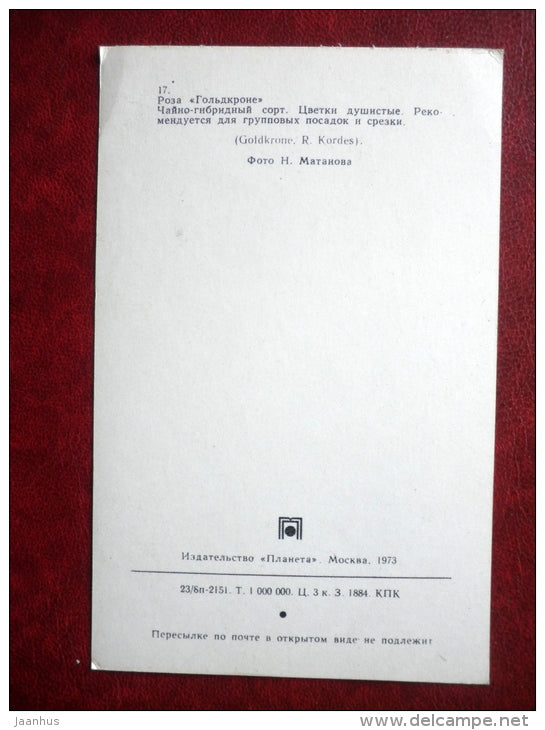 17.
Роза «Гольдкроне»
Чайно-гибридный сорт. Цветки душистые. Реко-
мендуется для групповых посадок и срезки.
(Goldkrone, R. Kordes).
Фото Н. Матанова
Издательство «Планета». Москва, 1973
23/8п-2151. Т. 1 000 000. Ц. 3 к. З. 1884. КПК
Пересылке по почте в открытом виде не подлежит
jaanhus
delcampe.net